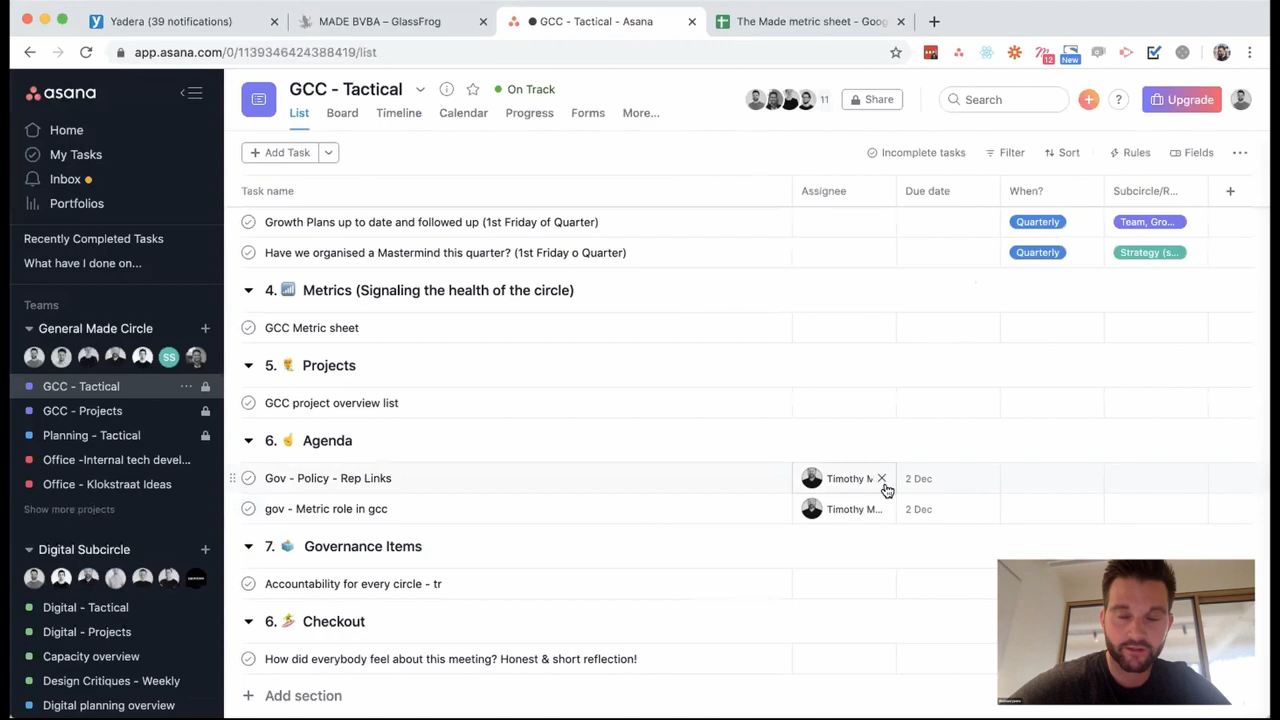 Yadera (39 notifications)
MADE BVBA – GlassFrog
GCC - Tactical - Asana
The Made metric sheet - Goog
app.asana.com/0/1139346424388419/list
12
New
asana
GCC - Tactical
On Track
11
Share
Search
?
Upgrade
List
Board
Timeline
Calendar
Progress
Forms
More...
Home
My Tasks
Inbox
Portfolios
Recently Completed Tasks
What have I done on...
Teams
General Made Circle
SS
GCC - Tactical
GCC - Projects
Planning - Tactical
Office -Internal tech devel...
Office - Klokstraat Ideas
Show more projects
Digital Subcircle
Digital - Tactical
Digital - Projects
Capacity overview
Design Critiques - Weekly
Digital planning overview
Add Task
Incomplete tasks
Filter
Sort
Rules
Fields
Task name
Assignee
Due date
When?
Subcircle/R...
Growth Plans up to date and followed up (1st Friday of Quarter)
Quarterly
Team, Gro...
Have we organised a Mastermind this quarter? (1st Friday o Quarter)
Quarterly
Strategy (s...
4. Metrics (Signaling the health of the circle)
GCC Metric sheet
5. Projects
GCC project overview list
6. Agenda
Gov - Policy - Rep Links
Timothy M
2 Dec
gov - Metric role in gcc
Timothy M...
2 Dec
7. Governance Items
Accountability for every circle - tr
6. Checkout
How did everybody feel about this meeting? Honest & short reflection!
Add section